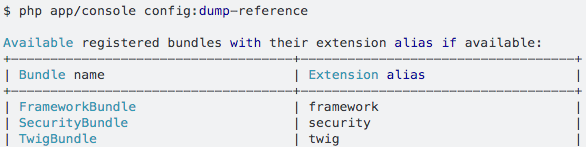 $ php app/console config:dump-reference
Available registered bundles with their extension alias if available:
+------------------------------------+-----------------------------------+
| Bundle name | Extension alias |
+------------------------------------+-----------------------------------+
| FrameworkBundle | framework |
| SecurityBundle | security |
| TwigBundle | twig |